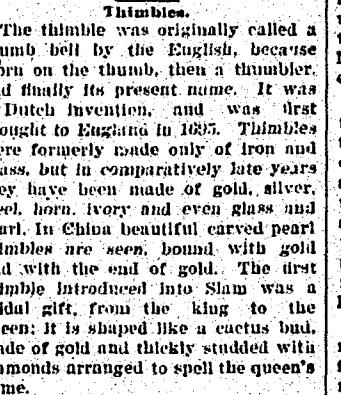 Thimbles.
The thimble was originally called a
umb bell by the English, because
orn on the thumb, then a thumbler,
d finally its present name. It was
Dutch invention, and was first
ought to England in 1695. Thimbles
ere formerly made only of iron and
ass, but in comparatively late years
ey have been made of gold, silver,
eel, horn, ivory and even glass and
arl. In China beautiful carved pearl
imbles are seen, bound with gold
d with the end of gold. The first
imble introduced into Siam was a
idal gift, from the king to the
een; it is shaped like a cactus bud,
ade of gold and thickly studded with
amonds arranged to spell the queen's
me.